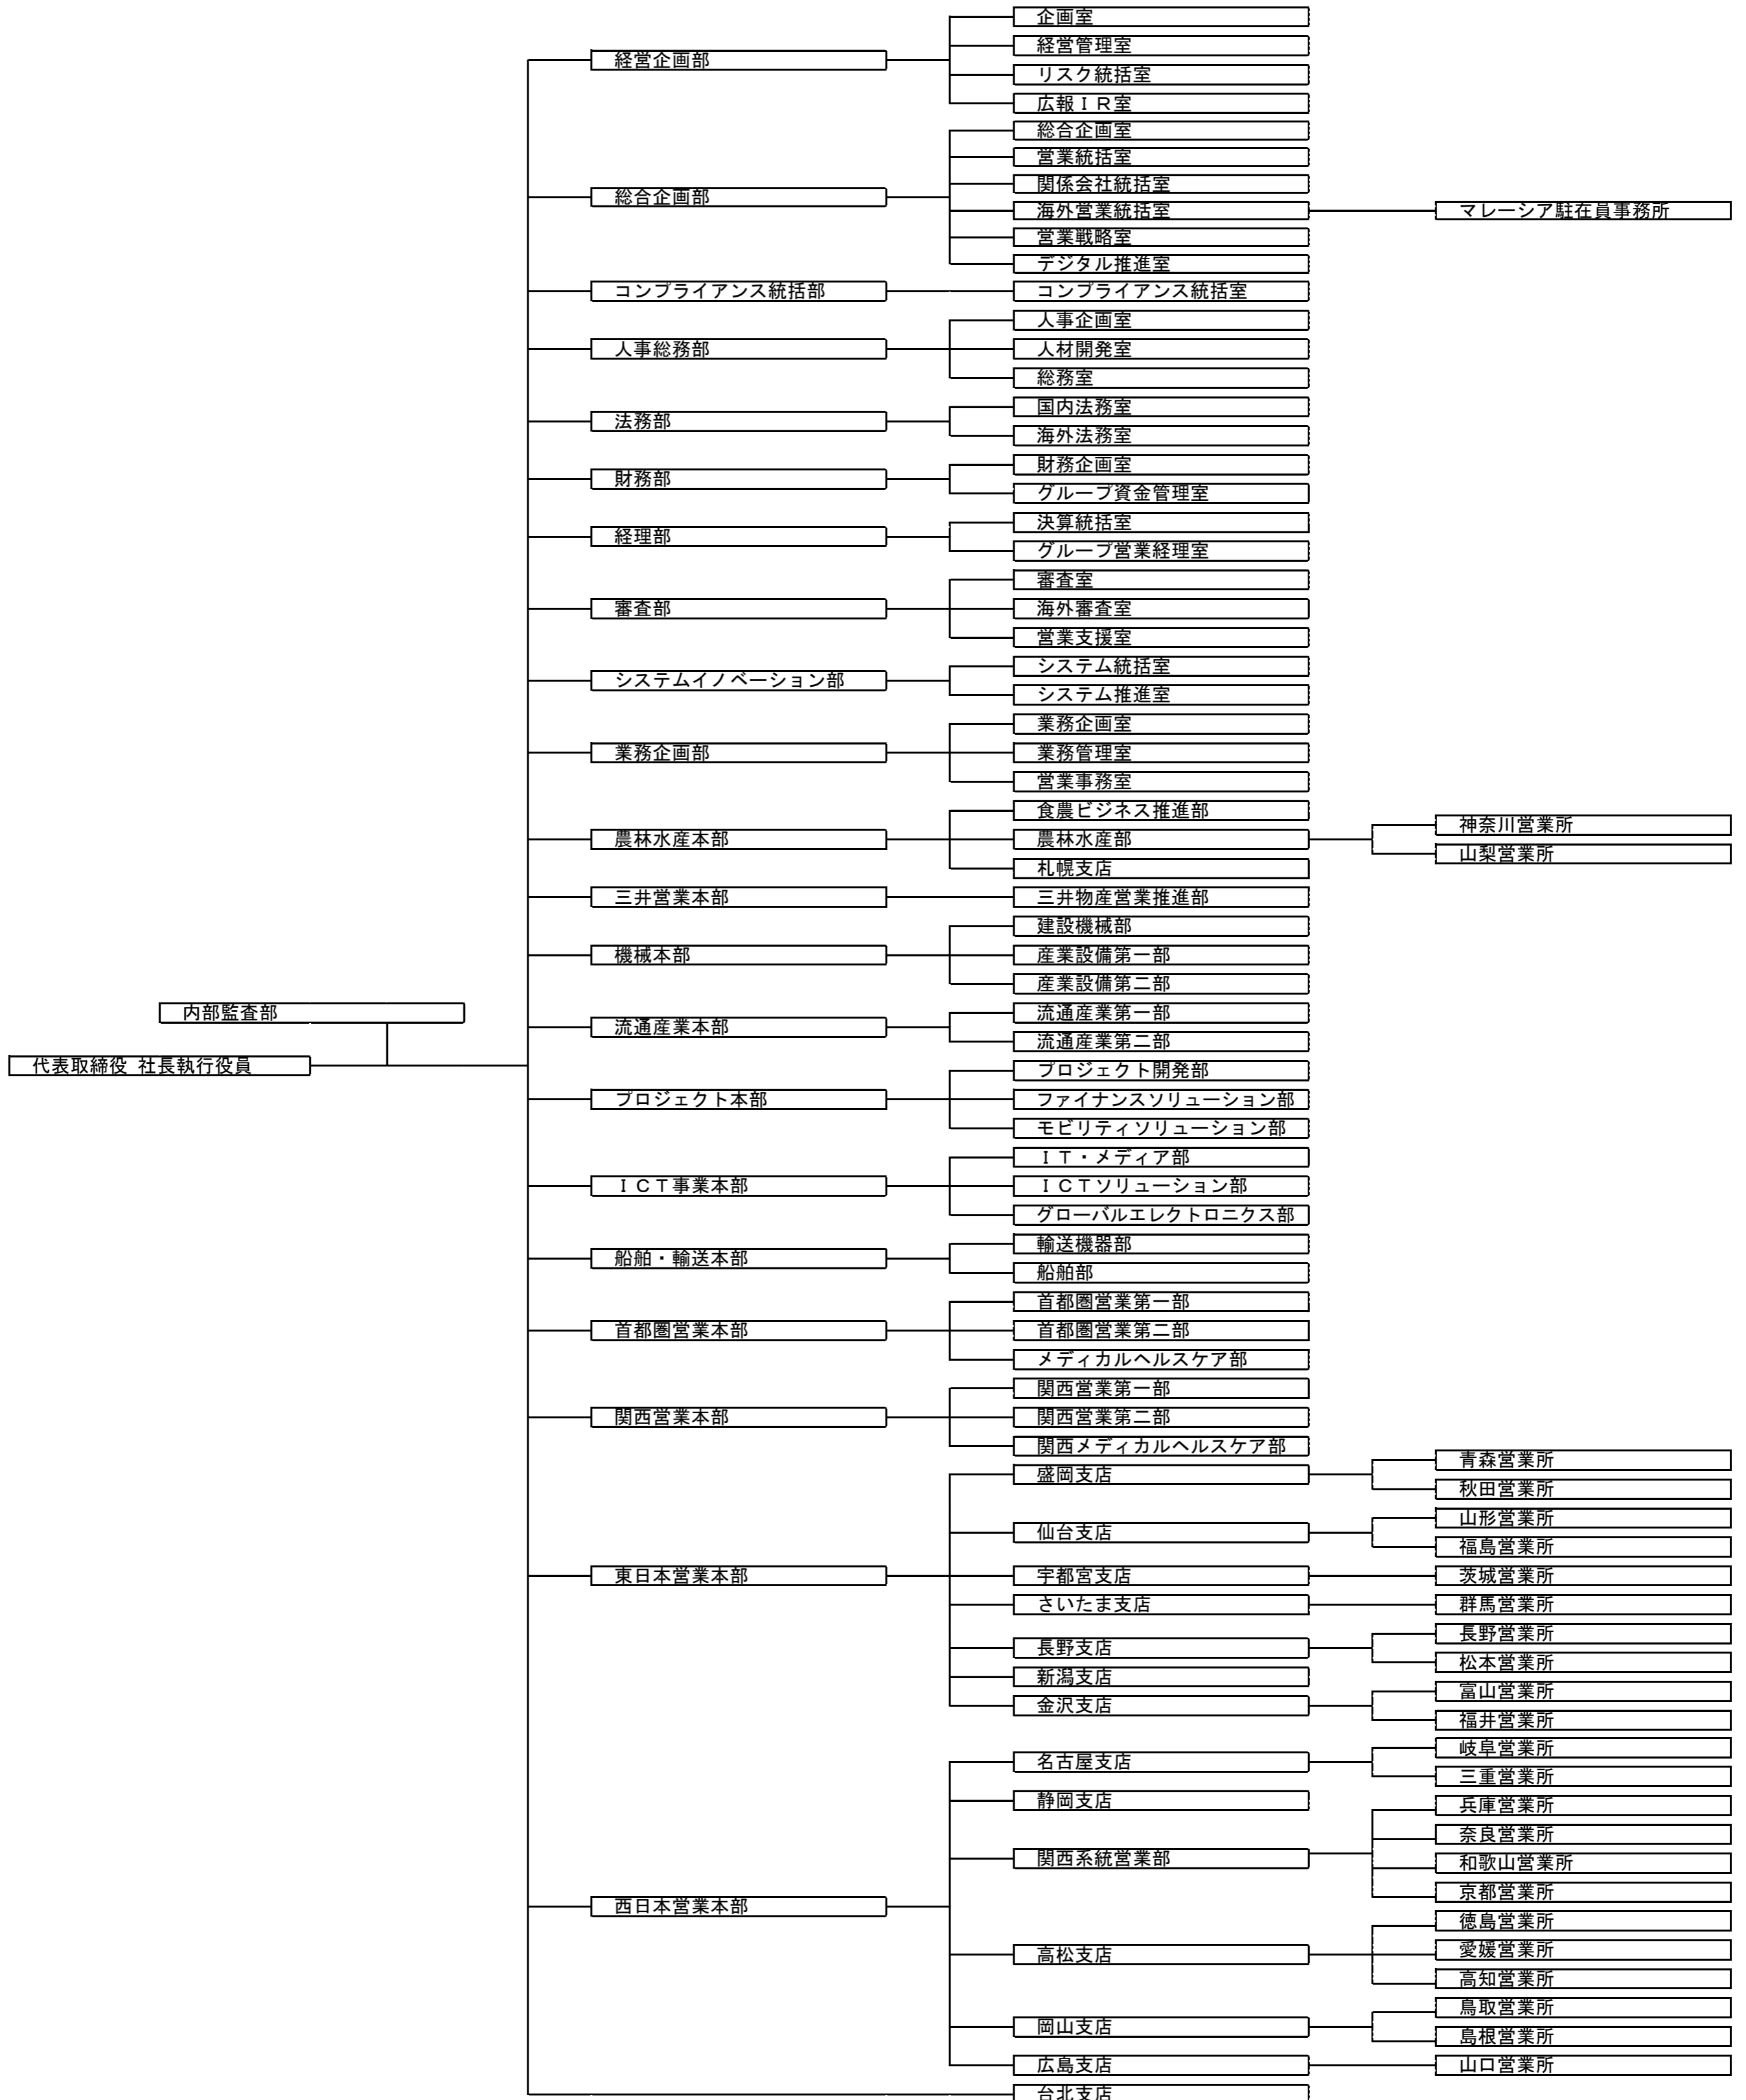 代表取締役 社長執行役員
内部監査部
経営企画部
企画室
経営管理室
リスク統括室
広報ＩＲ室
総合企画部
総合企画室
営業統括室
関係会社統括室
海外営業統括室
マレーシア駐在員事務所
営業戦略室
デジタル推進室
コンプライアンス統括部
コンプライアンス統括室
人事総務部
人事企画室
人材開発室
総務室
法務部
国内法務室
海外法務室
財務部
財務企画室
グループ資金管理室
経理部
決算統括室
グループ営業経理室
審査部
審査室
海外審査室
営業支援室
システムイノベーション部
システム統括室
システム推進室
業務企画部
業務企画室
業務管理室
営業事務室
農林水産本部
食農ビジネス推進部
農林水産部
神奈川営業所
山梨営業所
札幌支店
三井営業本部
三井物産営業推進部
機械本部
建設機械部
産業設備第一部
産業設備第二部
流通産業本部
流通産業第一部
流通産業第二部
プロジェクト本部
プロジェクト開発部
ファイナンスソリューション部
モビリティソリューション部
ＩＣＴ事業本部
ＩＴ・メディア部
ＩＣＴソリューション部
グローバルエレクトロニクス部
船舶・輸送本部
輸送機器部
船舶部
首都圏営業本部
首都圏営業第一部
首都圏営業第二部
メディカルヘルスケア部
関西営業本部
関西営業第一部
関西営業第二部
関西メディカルヘルスケア部
東日本営業本部
盛岡支店
青森営業所
秋田営業所
仙台支店
山形営業所
福島営業所
宇都宮支店
茨城営業所
さいたま支店
群馬営業所
長野支店
長野営業所
松本営業所
新潟支店
金沢支店
富山営業所
福井営業所
西日本営業本部
名古屋支店
岐阜営業所
三重営業所
静岡支店
関西系統営業部
兵庫営業所
奈良営業所
和歌山営業所
京都営業所
高松支店
徳島営業所
愛媛営業所
高知営業所
岡山支店
鳥取営業所
島根営業所
広島支店
山口営業所
台北支店